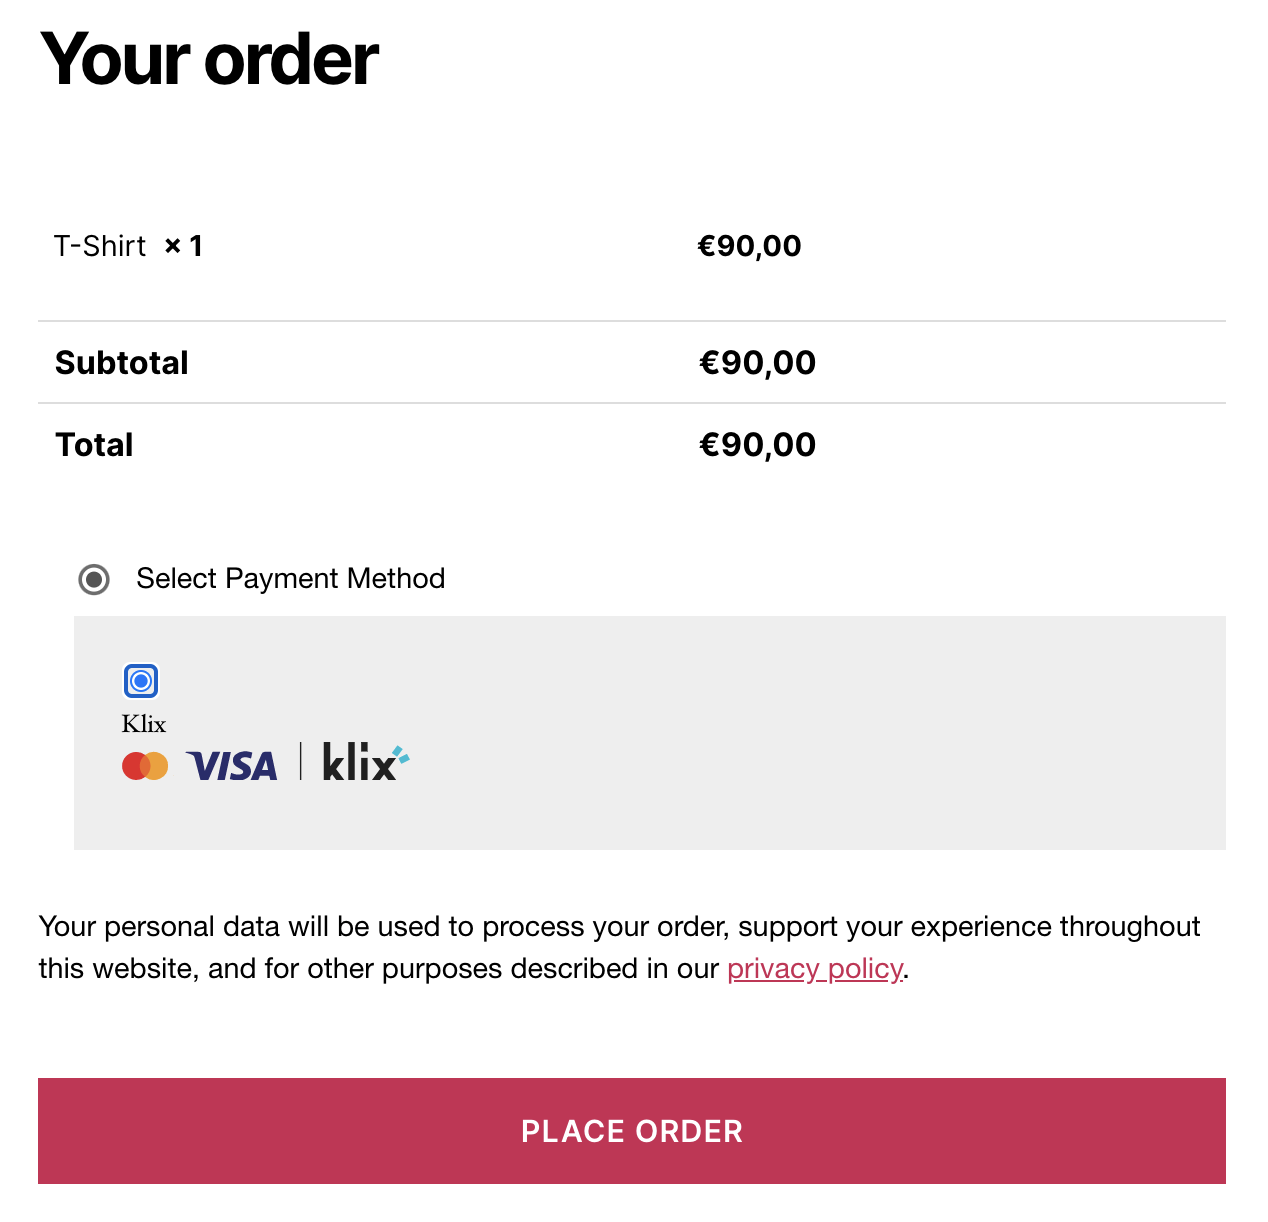 Your order
T-Shirt × 1 €90,00
Subtotal €90,00
Total €90,00
Select Payment Method
Klix
VISA klix
Your personal data will be used to process your order, support your experience throughout
this website, and for other purposes described in our privacy policy.
PLACE ORDER